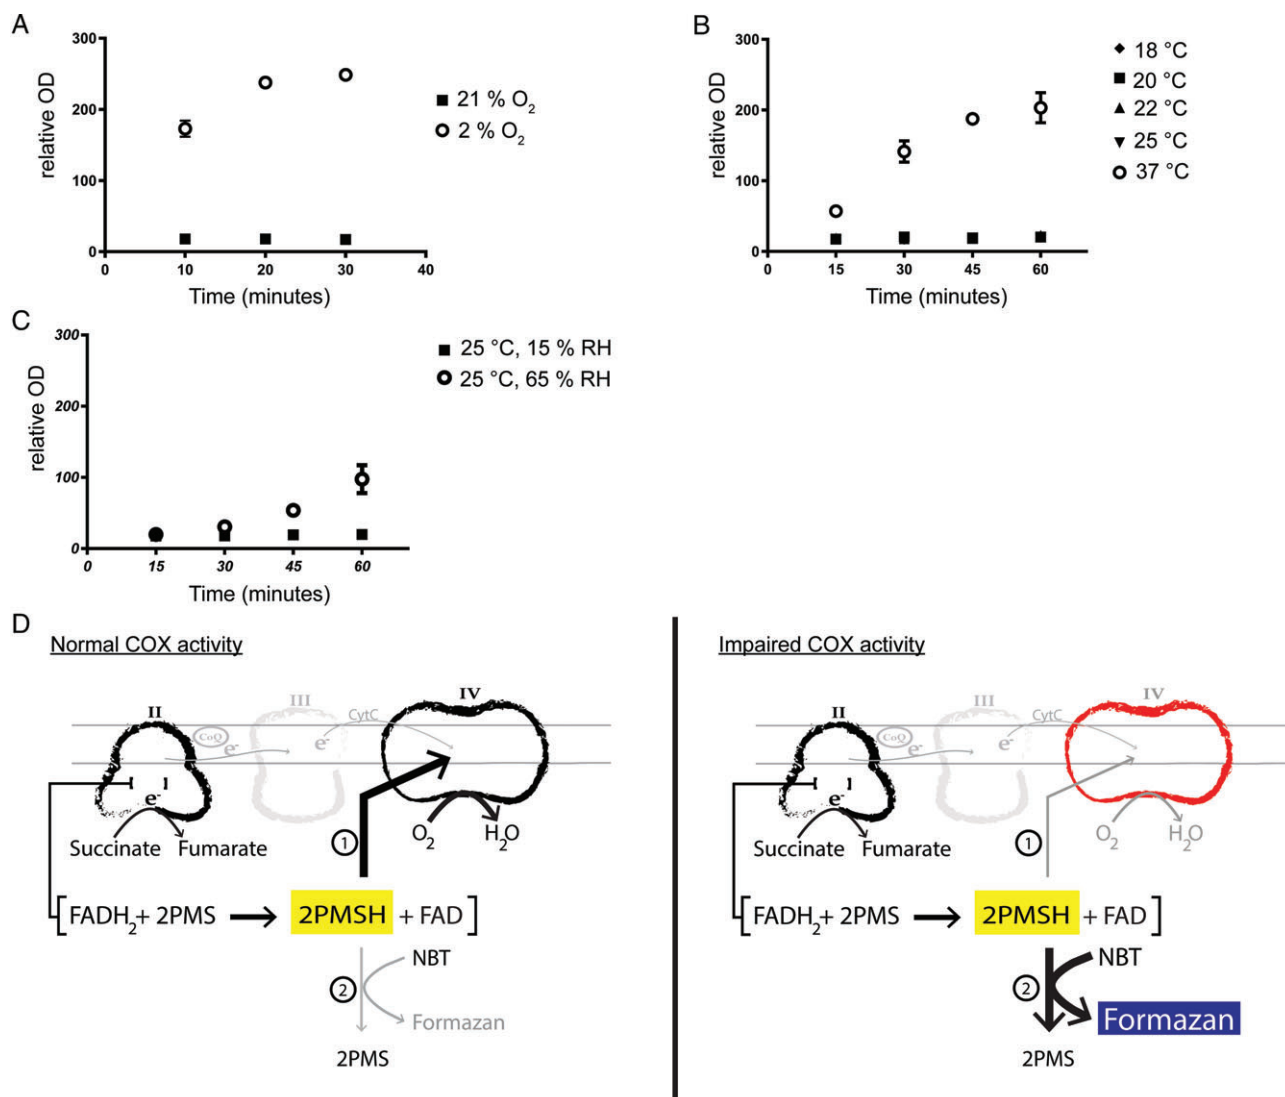 A
300
200
100
0
relative OD
0 10 20 30 40
Time (minutes)
21 % O2
2 % O2
B
300
200
100
0
relative OD
0 15 30 45 60
Time (minutes)
18 °C
20 °C
22 °C
25 °C
37 °C
C
300
200
100
0
relative OD
0 15 30 45 60
Time (minutes)
25 °C, 15 % RH
25 °C, 65 % RH
D
Normal COX activity
II
III
IV
CoQ
e-
e-
CytC
e-
Succinate Fumarate
O2
H2O
1
[FADH2 + 2PMS 2PMSH + FAD]
NBT
2
Formazan
2PMS
Impaired COX activity
II
III
IV
CoQ
e-
e-
CytC
e-
Succinate Fumarate
O2
H2O
1
[FADH2 + 2PMS 2PMSH + FAD]
NBT
2
Formazan
2PMS